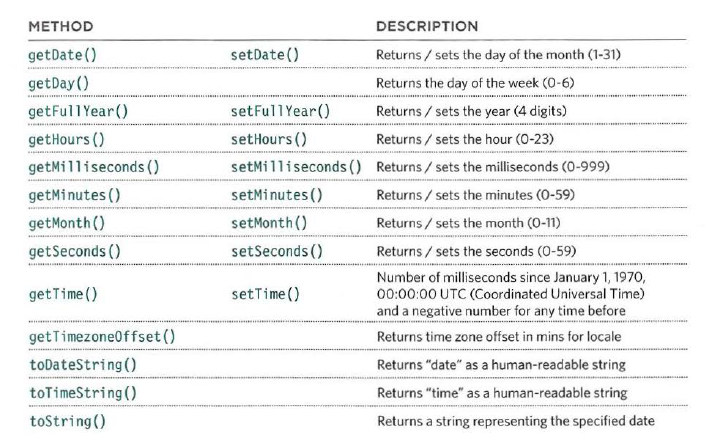 METHOD DESCRIPTION
getDate() setDate() Returns / sets the day of the month (1-31)
getDay() Returns the day of the week (0-6)
getFullYear() setFullYear() Returns / sets the year (4 digits)
getHours() setHours() Returns / sets the hour (0-23)
getMilliseconds() setMilliseconds() Returns / sets the milliseconds (0-999)
getMinutes() setMinutes() Returns / sets the minutes (0-59)
getMonth() setMonth() Returns / sets the month (0-11)
getSeconds() setSeconds() Returns / sets the seconds (0-59)
Number of milliseconds since January 1, 1970,
getTime() setTime() 00:00:00 UTC (Coordinated Universal Time)
and a negative number for any time before
getTimezoneOffset() Returns time zone offset in mins for locale
toDateString() Returns "date" as a human-readable string
toTimeString() Returns "time" as a human-readable string
toString() Returns a string representing the specified date